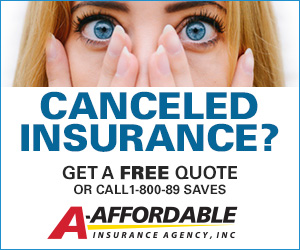 CANCELED
INSURANCE?
GET A FREE QUOTE
OR CALL1-800-89 SAVES
A-AFFORDABLE
INSURANCE AGENCY, INC